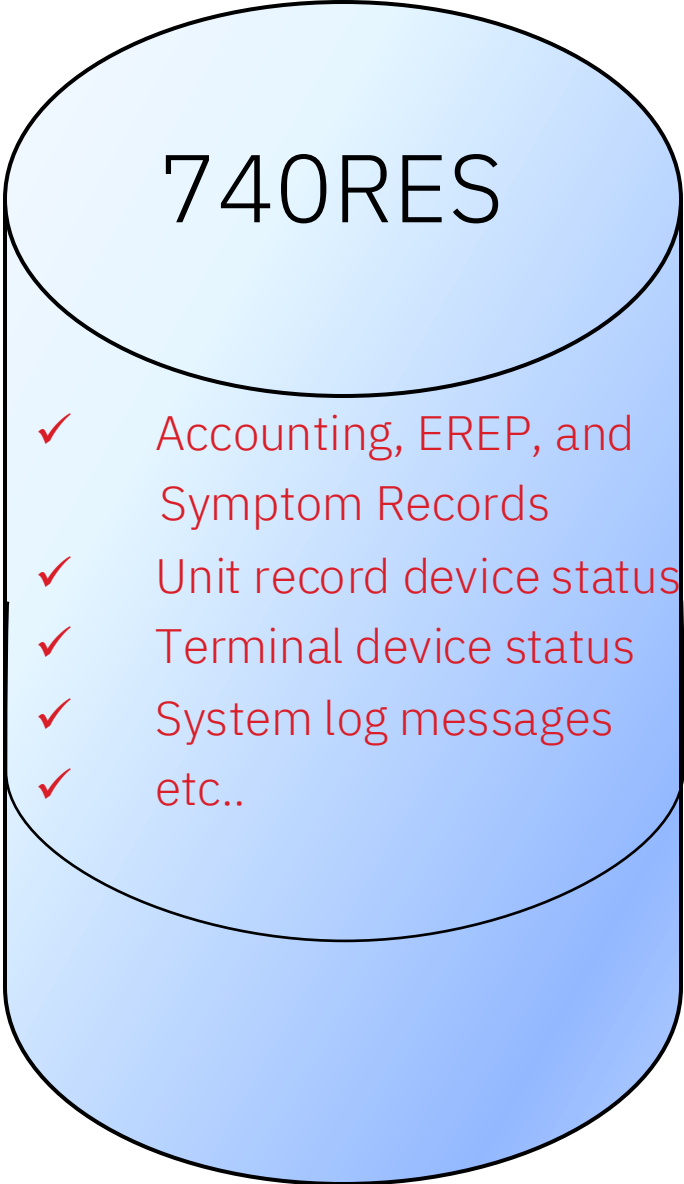 740RES
✓ Accounting, EREP, and
Symptom Records
✓ Unit record device status
✓ Terminal device status
✓ System log messages
✓ etc..